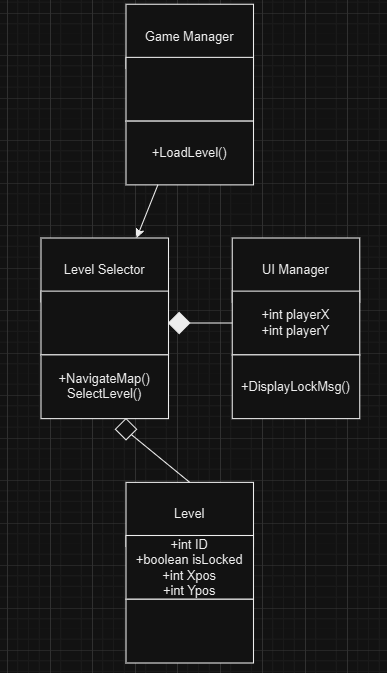 Game Manager
+LoadLevel()
Level Selector
+NavigateMap()
SelectLevel()
UI Manager
+int playerX
+int playerY
+DisplayLockMsg()
Level
+int ID
+boolean isLocked
+int Xpos
+int Ypos